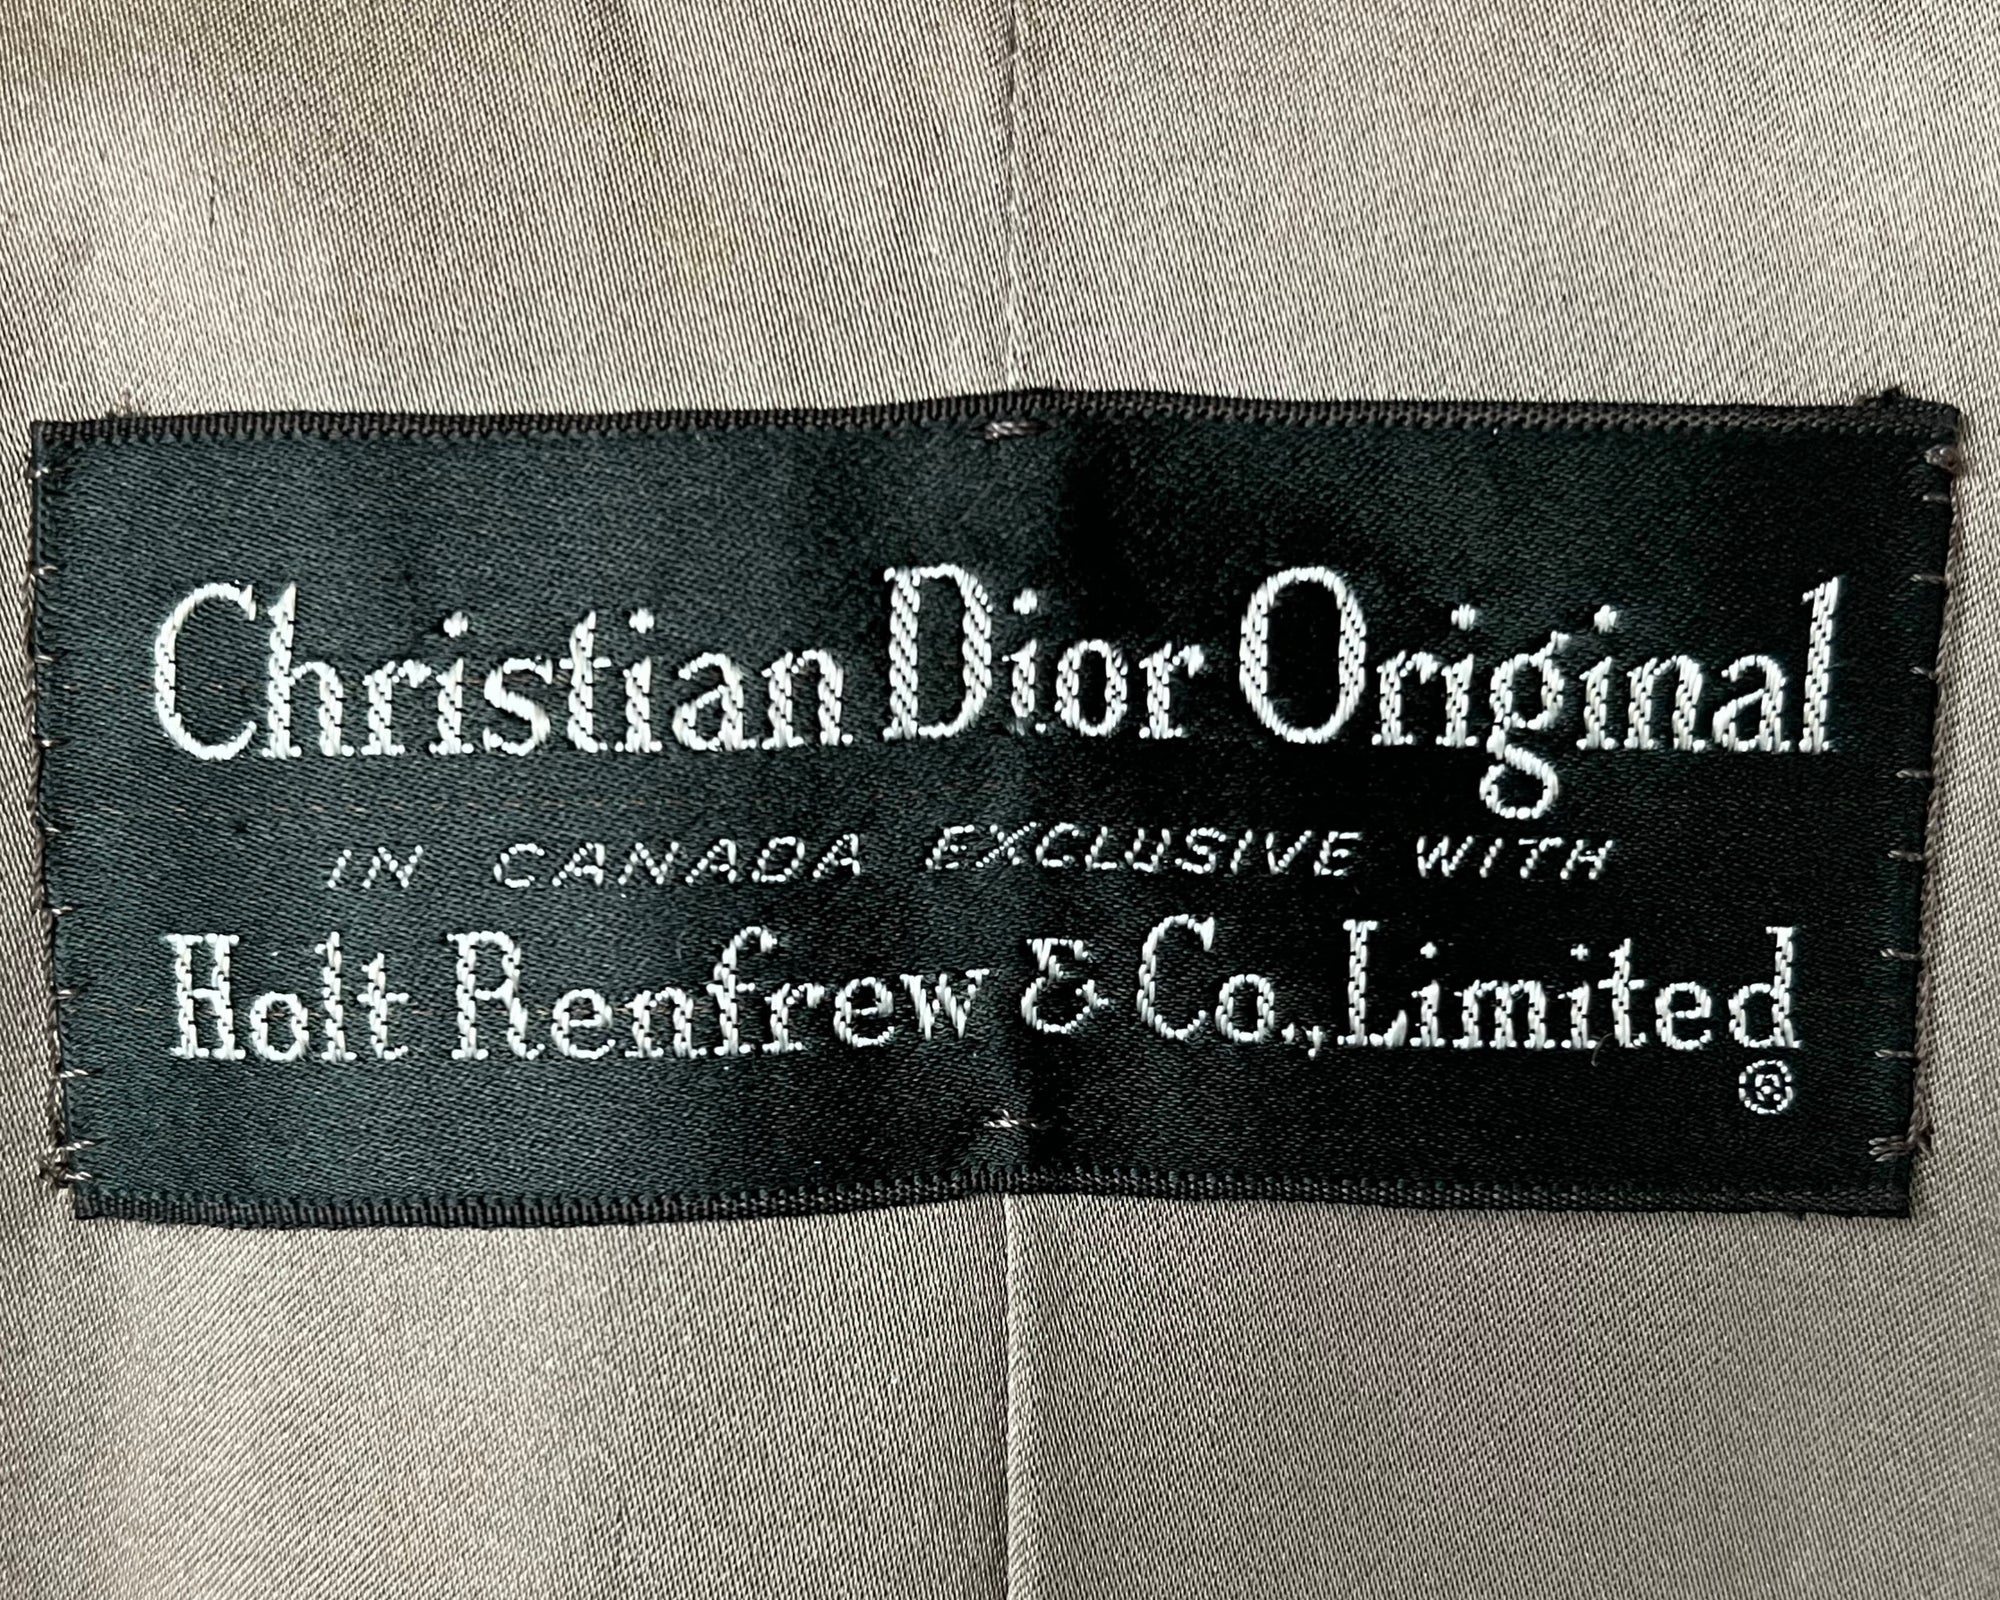 Christian Dior Original
IN CANADA EXCLUSIVE WITH
Holt Renfrew & Co., Limited
®